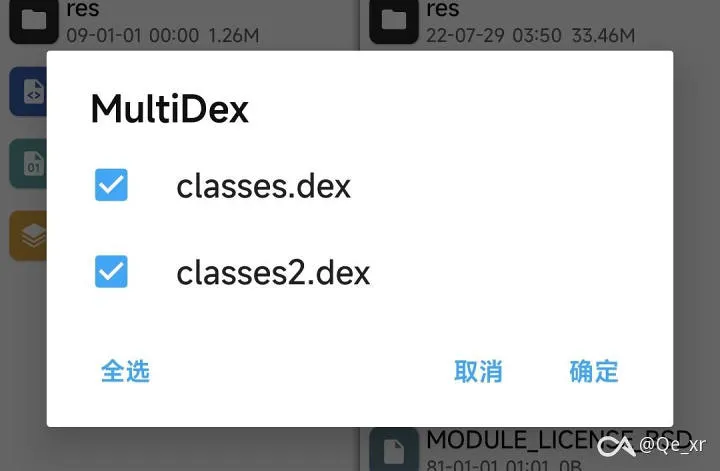 res
09-01-01 00:00 1.26M
res
22-07-29 03:50 33.46M
MultiDex
classes.dex
classes2.dex
全选
取消
确定
01
MODULE_LICENSE_BSD
81-01-01 01:01 0B
@Qe_xr